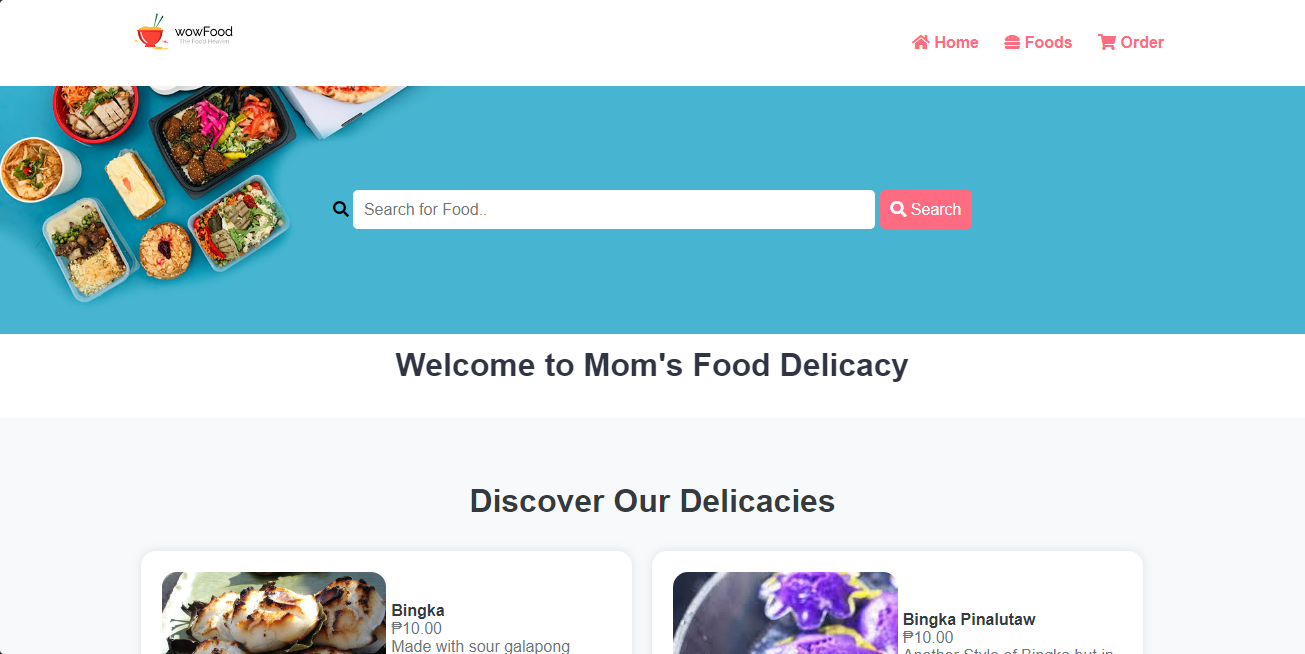 wowFood
The Food Heaven
Home
Foods
Order
Search for Food..
Search
Welcome to Mom's Food Delicacy
Discover Our Delicacies
Bingka
₱10.00
Made with sour galapong
Bingka Pinalutaw
₱10.00
Another Style of Bingka but in